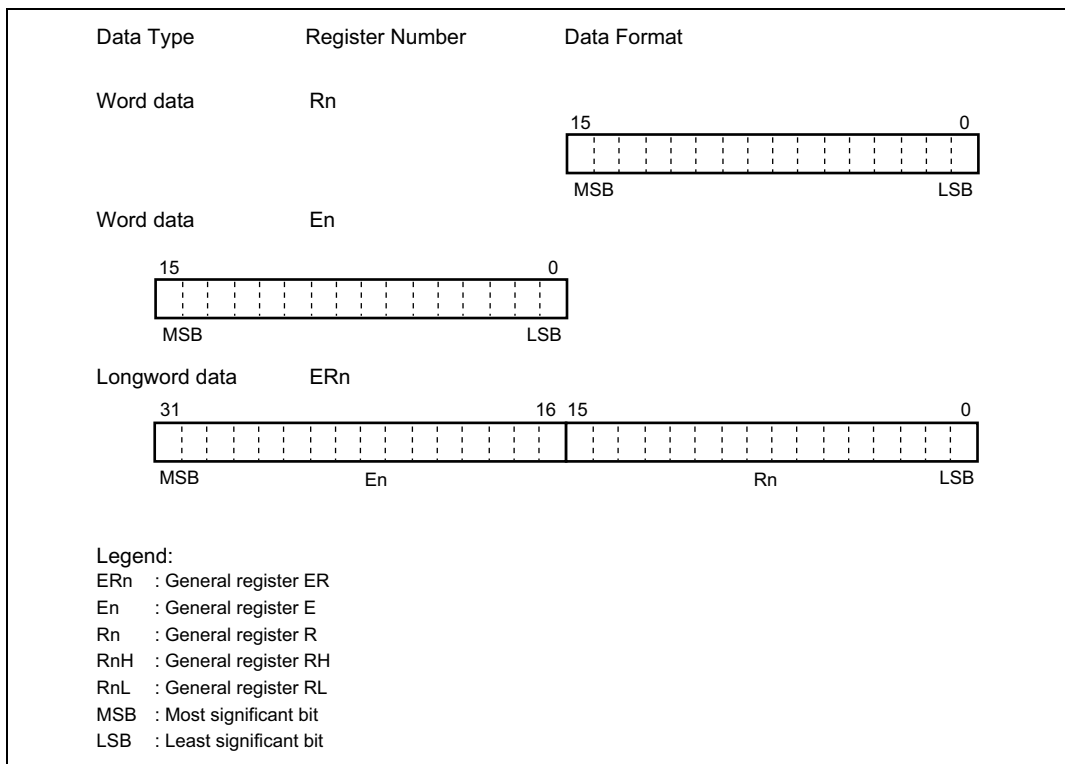 Data Type Register Number Data Format
Word data Rn
15 0
MSB LSB
Word data En
15 0
MSB LSB
Longword data ERn
31 16 15 0
MSB En Rn LSB
Legend:
ERn : General register ER
En : General register E
Rn : General register R
RnH : General register RH
RnL : General register RL
MSB : Most significant bit
LSB : Least significant bit